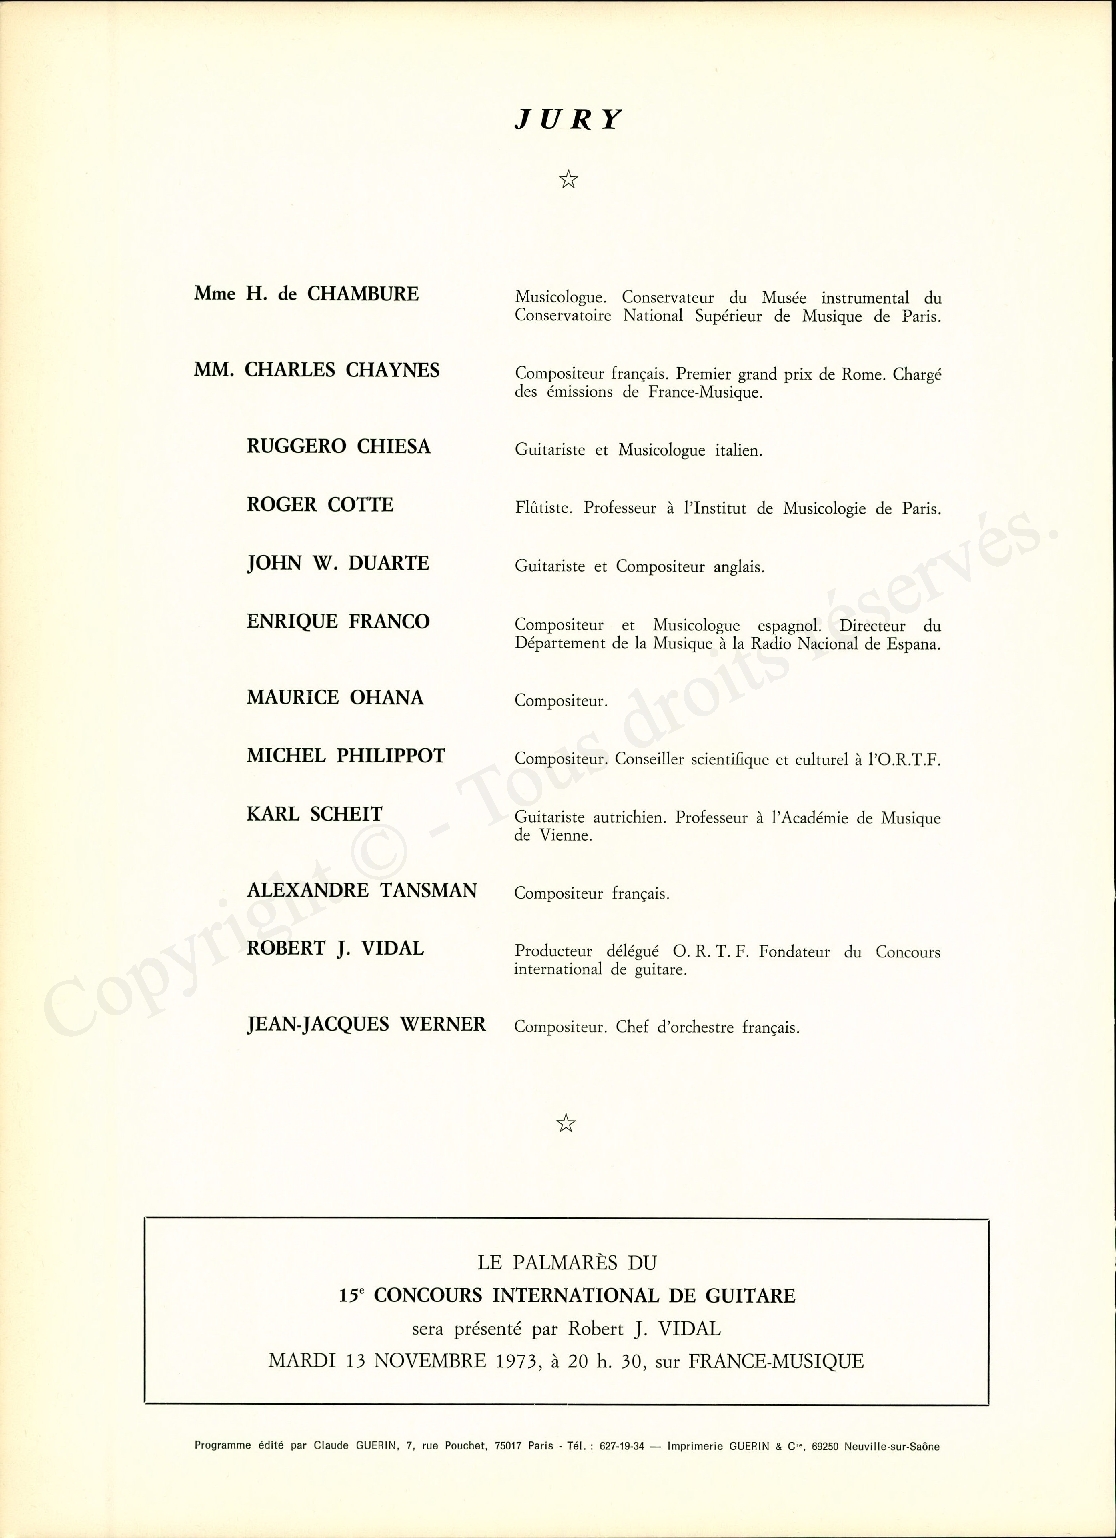 JURY
Mme H. de CHAMBURE
Musicologue. Conservateur du Musée instrumental du
Conservatoire National Supérieur de Musique de Paris.
MM. CHARLES CHAYNES
Compositeur français. Premier grand prix de Rome. Chargé
des émissions de France-Musique.
RUGGERO CHIESA
Guitariste et Musicologue italien.
ROGER COTTE
Flûtiste. Professeur à l'Institut de Musicologie de Paris.
JOHN W. DUARTE
Guitariste et Compositeur anglais.
ENRIQUE FRANCO
Compositeur et Musicologue espagnol. Directeur du
Département de la Musique à la Radio Nacional de Espana.
MAURICE OHANA
Compositeur.
MICHEL PHILIPPOT
Compositeur. Conseiller scientifique et culturel à l'O.R.T.F.
KARL SCHEIT
Guitariste autrichien. Professeur à l'Académie de Musique
de Vienne.
ALEXANDRE TANSMAN
Compositeur français.
ROBERT J. VIDAL
Producteur délégué O. R. T. F. Fondateur du Concours
international de guitare.
JEAN-JACQUES WERNER
Compositeur. Chef d'orchestre français.
LE PALMARÈS DU
15e CONCOURS INTERNATIONAL DE GUITARE
sera présenté par Robert J. VIDAL
MARDI 13 NOVEMBRE 1973, à 20 h. 30, sur FRANCE-MUSIQUE
Programme édité par Claude GUERIN, 7, rue Pouchet, 75017 Paris - Tél. : 627-19-34 — Imprimerie GUERIN & Cie, 69250 Neuville-sur-Saône
Copyright © - Tous droits réservés.